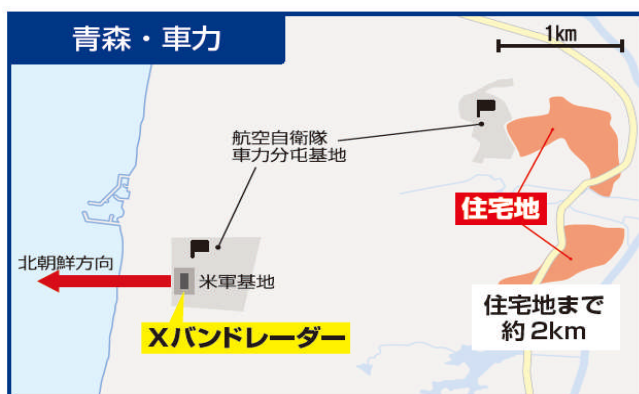 青森・車力
1km
航空自衛隊
車力分屯基地
住宅地
北朝鮮方向
米軍基地
Xバンドレーダー
住宅地まで
約2km